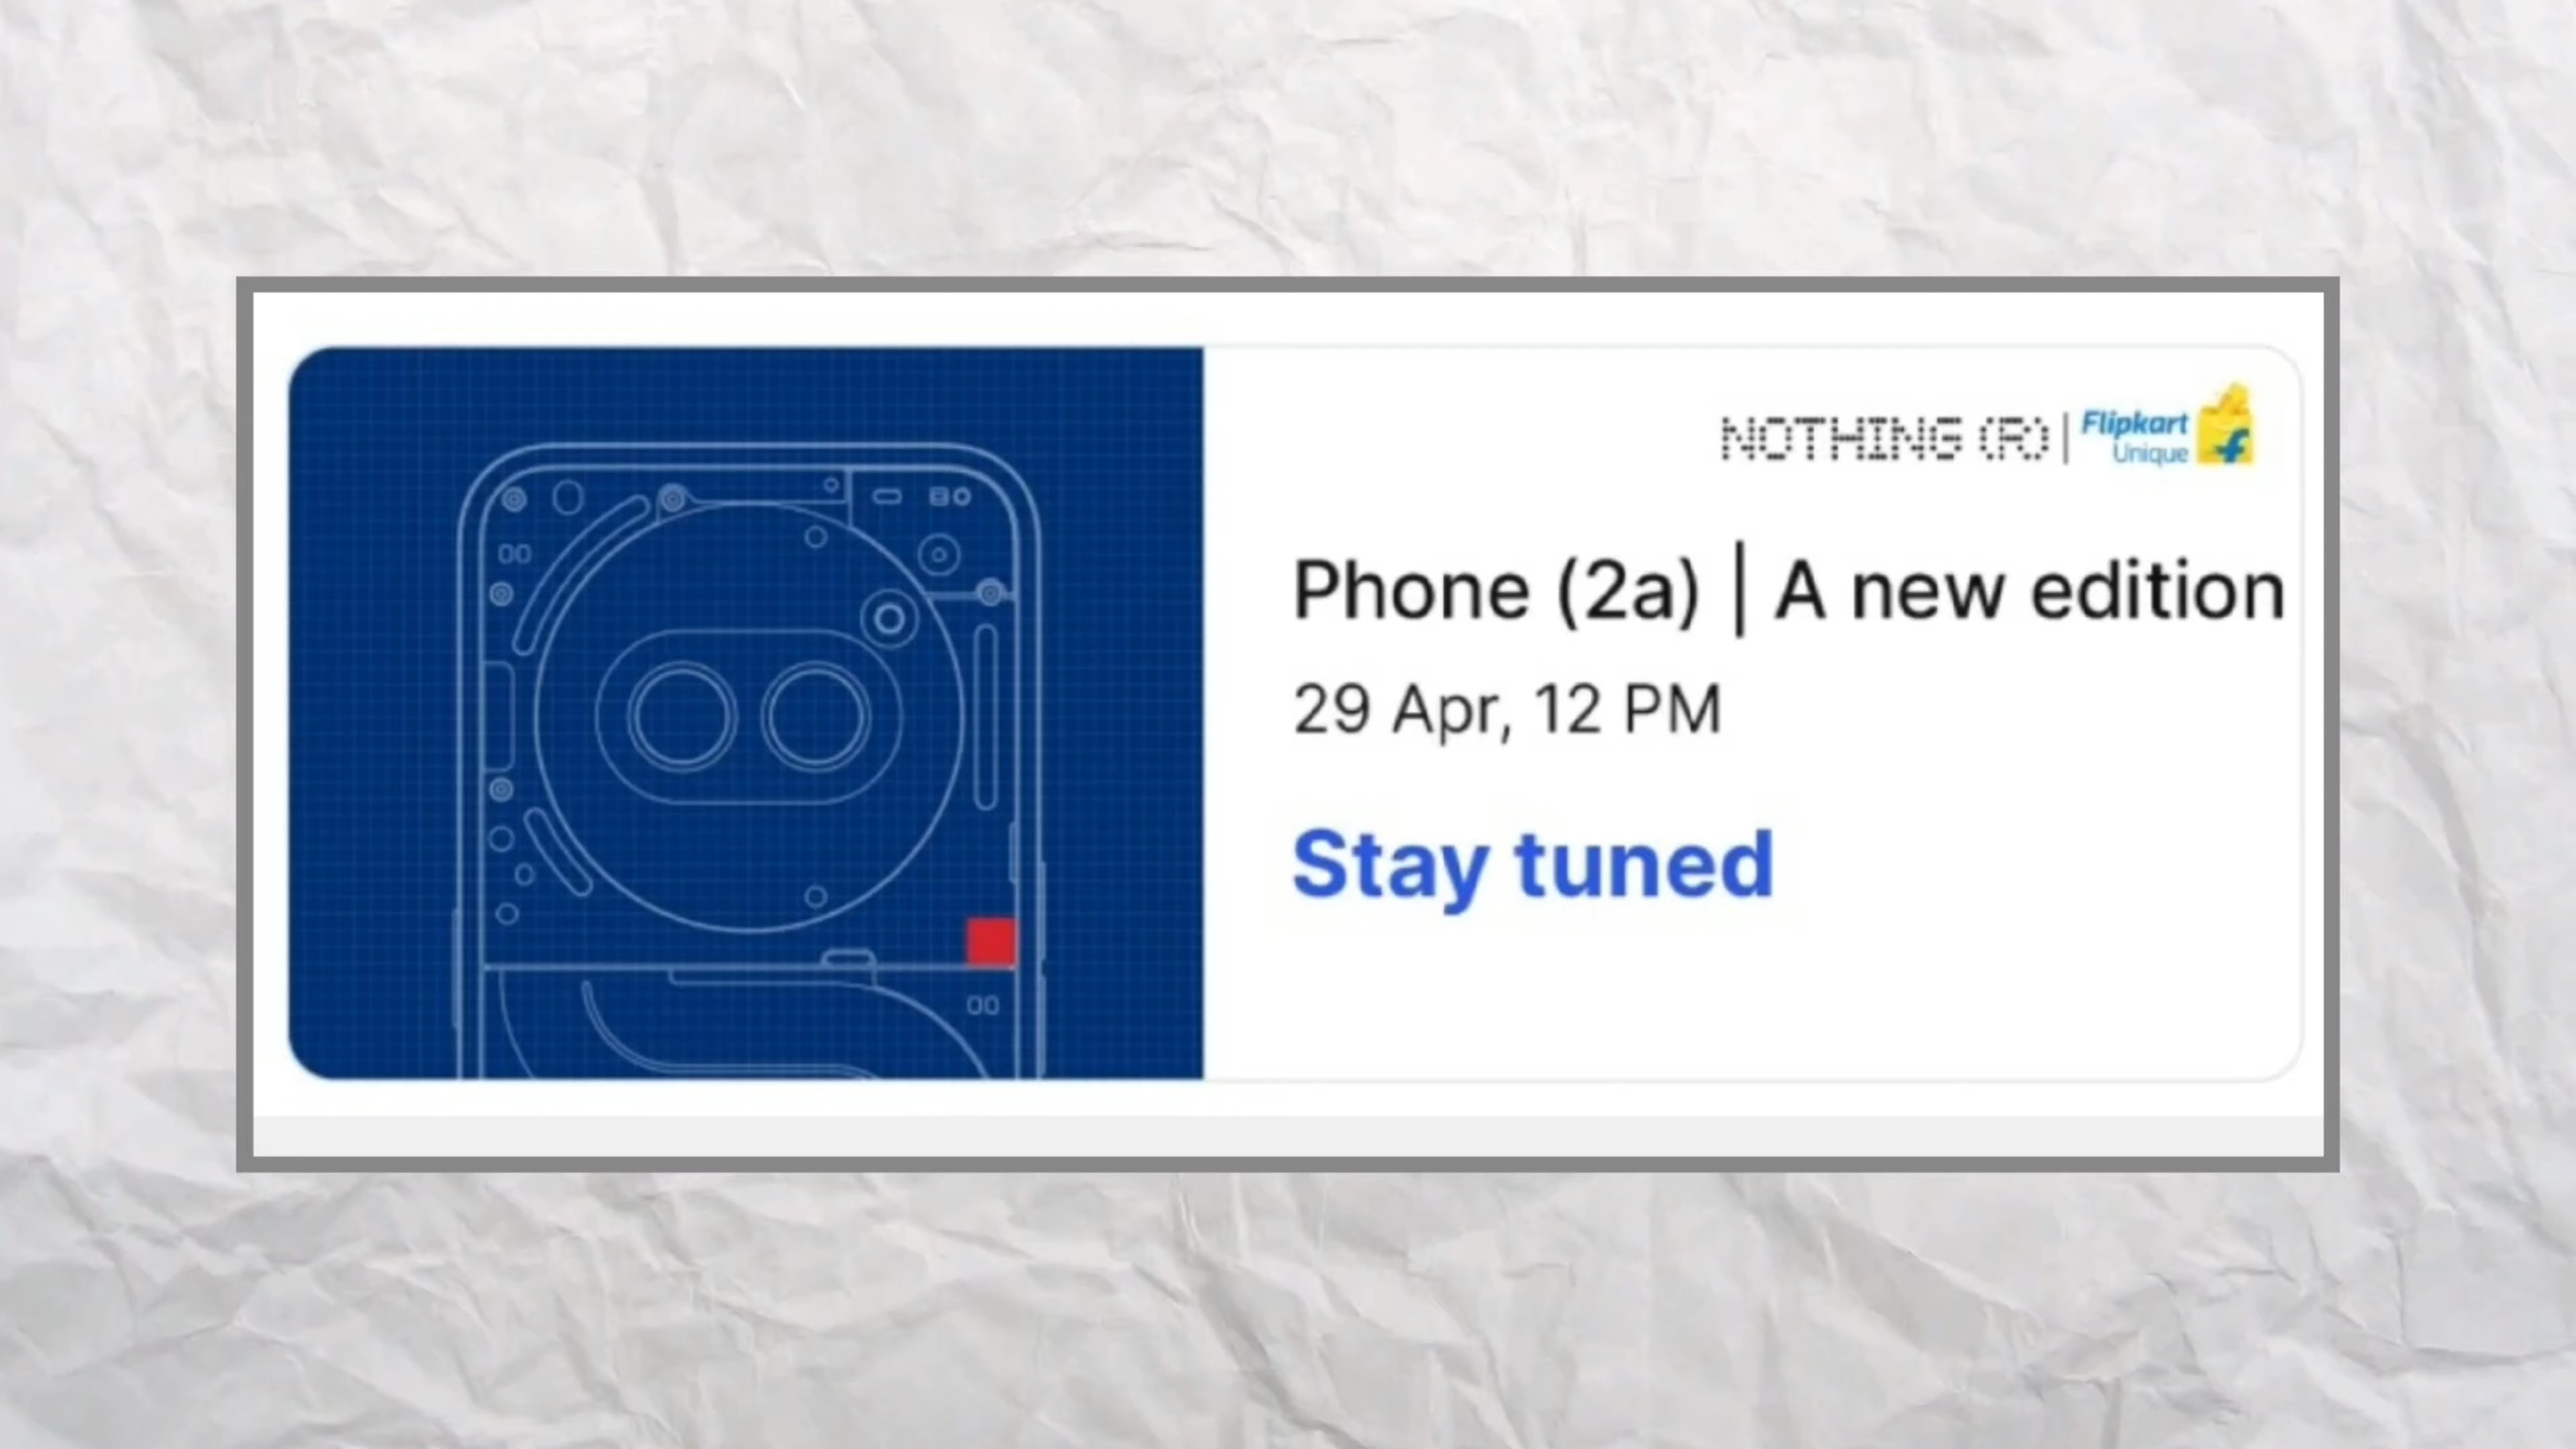 NOTHING (R) | Flipkart
Unique
Phone (2a) | A new edition
29 Apr, 12 PM
Stay tuned